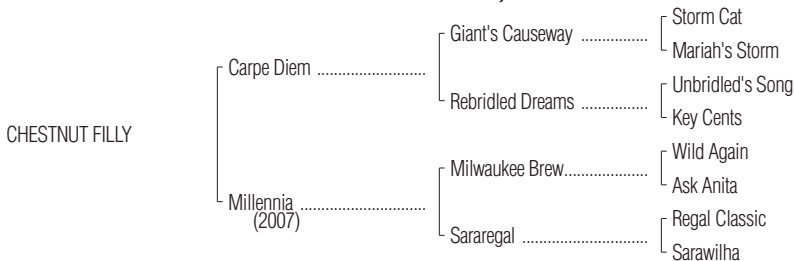 Storm Cat
Giant's Causeway ................
Mariah's Storm
Carpe Diem ..........................
Unbridled's Song
Rebridled Dreams ................
Key Cents
CHESTNUT FILLY
Wild Again
Milwaukee Brew....................
Ask Anita
Millennia ..............................
(2007)
Regal Classic
Sararegal ..............................
Sarawilha